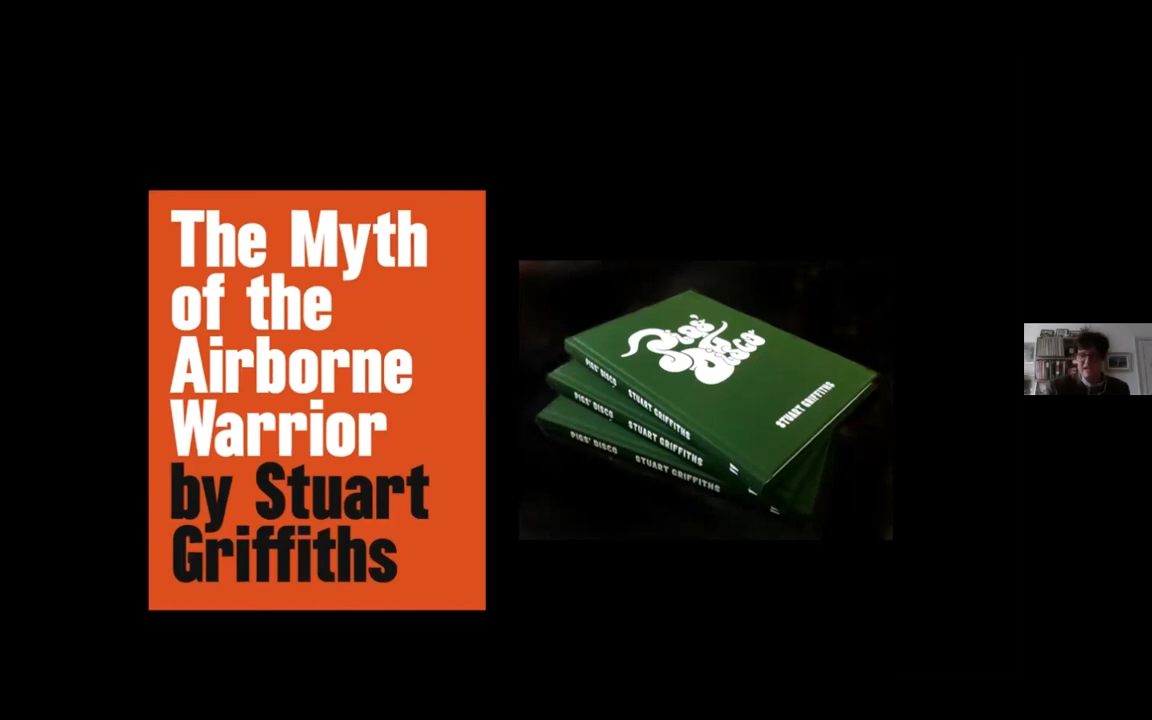 The Myth
of the
Airborne
Warrior
by Stuart
Griffiths
Pigs'
Disco
STUART GRIFFITHS
PIGS' DISCO STUART GRIFFITHS
PIGS' DISCO STUART GRIFFITHS
PIGS' DISCO STUART GRIFFITHS